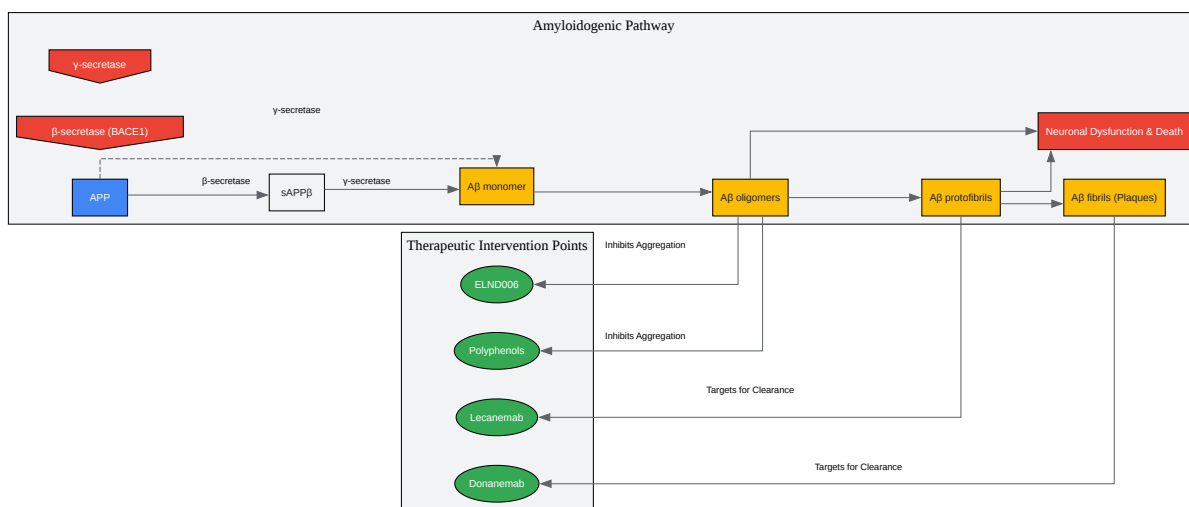 Amyloidogenic Pathway
γ-secretase
γ-secretase
β-secretase (BACE1)
Neuronal Dysfunction & Death
APP
β-secretase
sAPPβ
γ-secretase
Aβ monomer
Aβ oligomers
Aβ protofibrils
Aβ fibrils (Plaques)
Therapeutic Intervention Points
Inhibits Aggregation
ELND006
Inhibits Aggregation
Polyphenols
Targets for Clearance
Lecanemab
Targets for Clearance
Donanemab